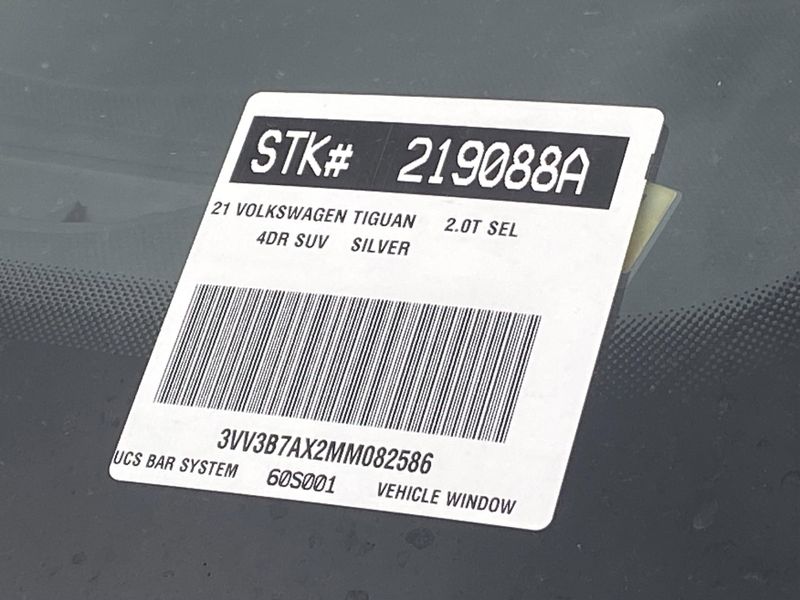 STK# 219088A
21 VOLKSWAGEN TIGUAN 2.0T SEL
4DR SUV SILVER
3VV3B7AX2MM082586
UCS BAR SYSTEM 60S001 VEHICLE WINDOW